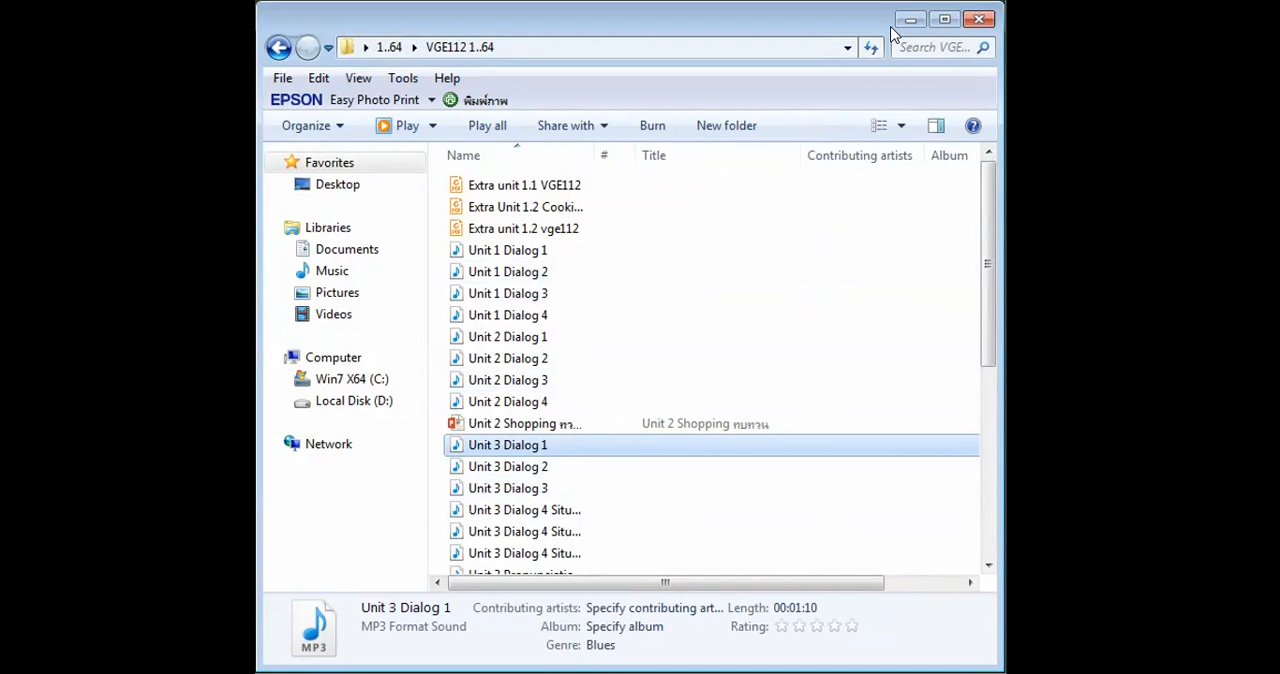 1..64 VGE112 1..64 Search VGE...
File Edit View Tools Help
EPSON Easy Photo Print พิมพ์ภาพ
Organize Play Play all Share with Burn New folder
Name # Title Contributing artists Album
Favorites
Desktop
Libraries
Documents
Music
Pictures
Videos
Computer
Win7 X64 (C:)
Local Disk (D:)
Network
Extra unit 1.1 VGE112
Extra Unit 1.2 Cooki...
Extra unit 1.2 vge112
Unit 1 Dialog 1
Unit 1 Dialog 2
Unit 1 Dialog 3
Unit 1 Dialog 4
Unit 2 Dialog 1
Unit 2 Dialog 2
Unit 2 Dialog 3
Unit 2 Dialog 4
Unit 2 Shopping ทว... Unit 2 Shopping ทบทวน
Unit 3 Dialog 1
Unit 3 Dialog 2
Unit 3 Dialog 3
Unit 3 Dialog 4 Situ...
Unit 3 Dialog 4 Situ...
Unit 3 Dialog 4 Situ...
Unit 3 Dialog 1 Contributing artists: Specify contributing art... Length: 00:01:10
MP3 Format Sound Album: Specify album Rating:
Genre: Blues
MP3